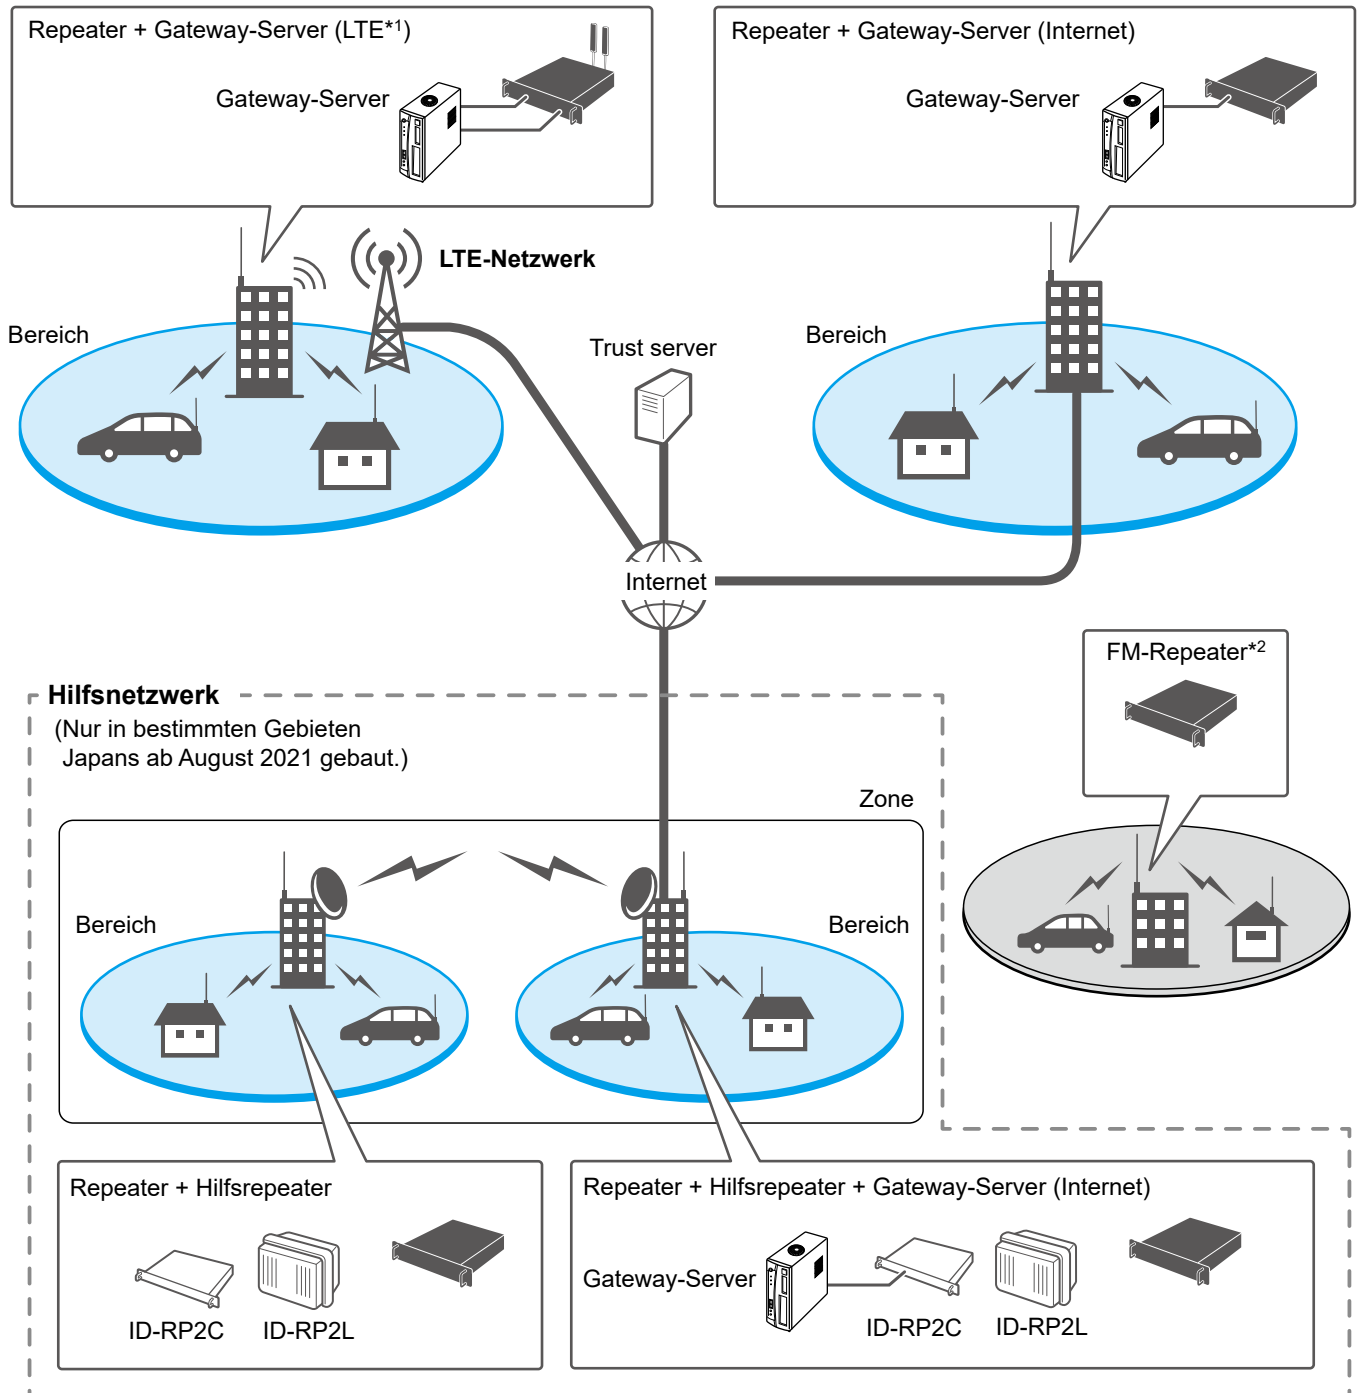 Repeater + Gateway-Server (LTE*1)
Gateway-Server
Repeater + Gateway-Server (Internet)
Gateway-Server
LTE-Netzwerk
Bereich
Trust server
Bereich
Internet
FM-Repeater*2
Hilfsnetzwerk
(Nur in bestimmten Gebieten
Japans ab August 2021 gebaut.)
Zone
Bereich
Bereich
Repeater + Hilfsrepeater
ID-RP2C
ID-RP2L
Repeater + Hilfsrepeater + Gateway-Server (Internet)
Gateway-Server
ID-RP2C
ID-RP2L